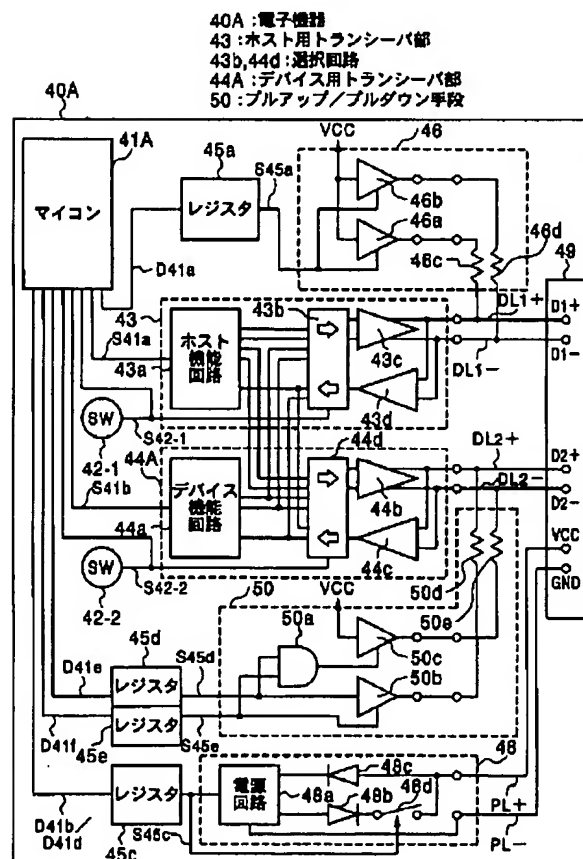 40A:電子機器
43:ホスト用トランシーバ部
43b,44d:選択回路
44A:デバイス用トランシーバ部
50:プルアップ/プルダウン手段
40A
41A
マイコン
45a
S45a
レジスタ
D41a
VCC
46
46b
46a
46c
46d
49
DL1+
D1+
D1-
DL1-
43
43b
ホスト
機能
回路
43a
43c
43d
S41a
SW
42-1
S42-1
44A
44d
デバイス
機能
回路
44a
44b
44c
S41b
SW
42-2
S42-2
DL2+
D2+
DL2-
D2-
VCC
GND
50
VCC
50a
50c
50b
50d
50e
45d
S45d
D41e
レジスタ
レジスタ
D41f
45e
S45e
レジスタ
45c
S45c
D41b/
D41d
電源
回路
48a
48b
48c
48d
48
PL+
PL-